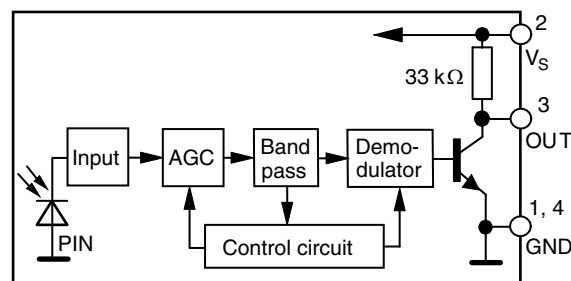 2
V_S
33 kΩ
3
OUT
Input
AGC
Band
pass
Demo-
dulator
1, 4
GND
PIN
Control circuit